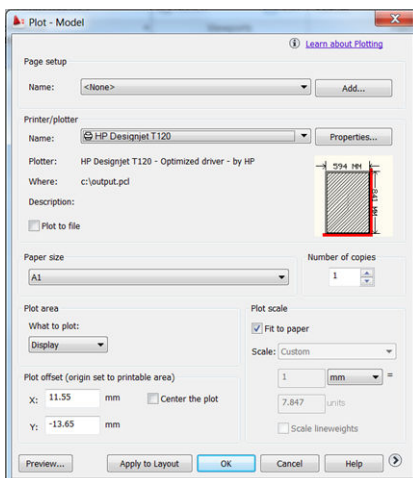 Plot - Model
Learn about Plotting
Page setup
Name: <None> Add...
Printer/plotter
Name: HP Designjet T120 Properties...
Plotter: HP Designjet T120 - Optimized driver - by HP
Where: c:\output.pcl
Description:
Plot to file
594 MM
841 MM
Paper size
A1
Number of copies
1
Plot area
What to plot:
Display
Plot offset (origin set to printable area)
X: 11.55 mm Center the plot
Y: -13.65 mm
Plot scale
Fit to paper
Scale: Custom
1 mm =
7.847 units
Scale lineweights
Preview... Apply to Layout OK Cancel Help